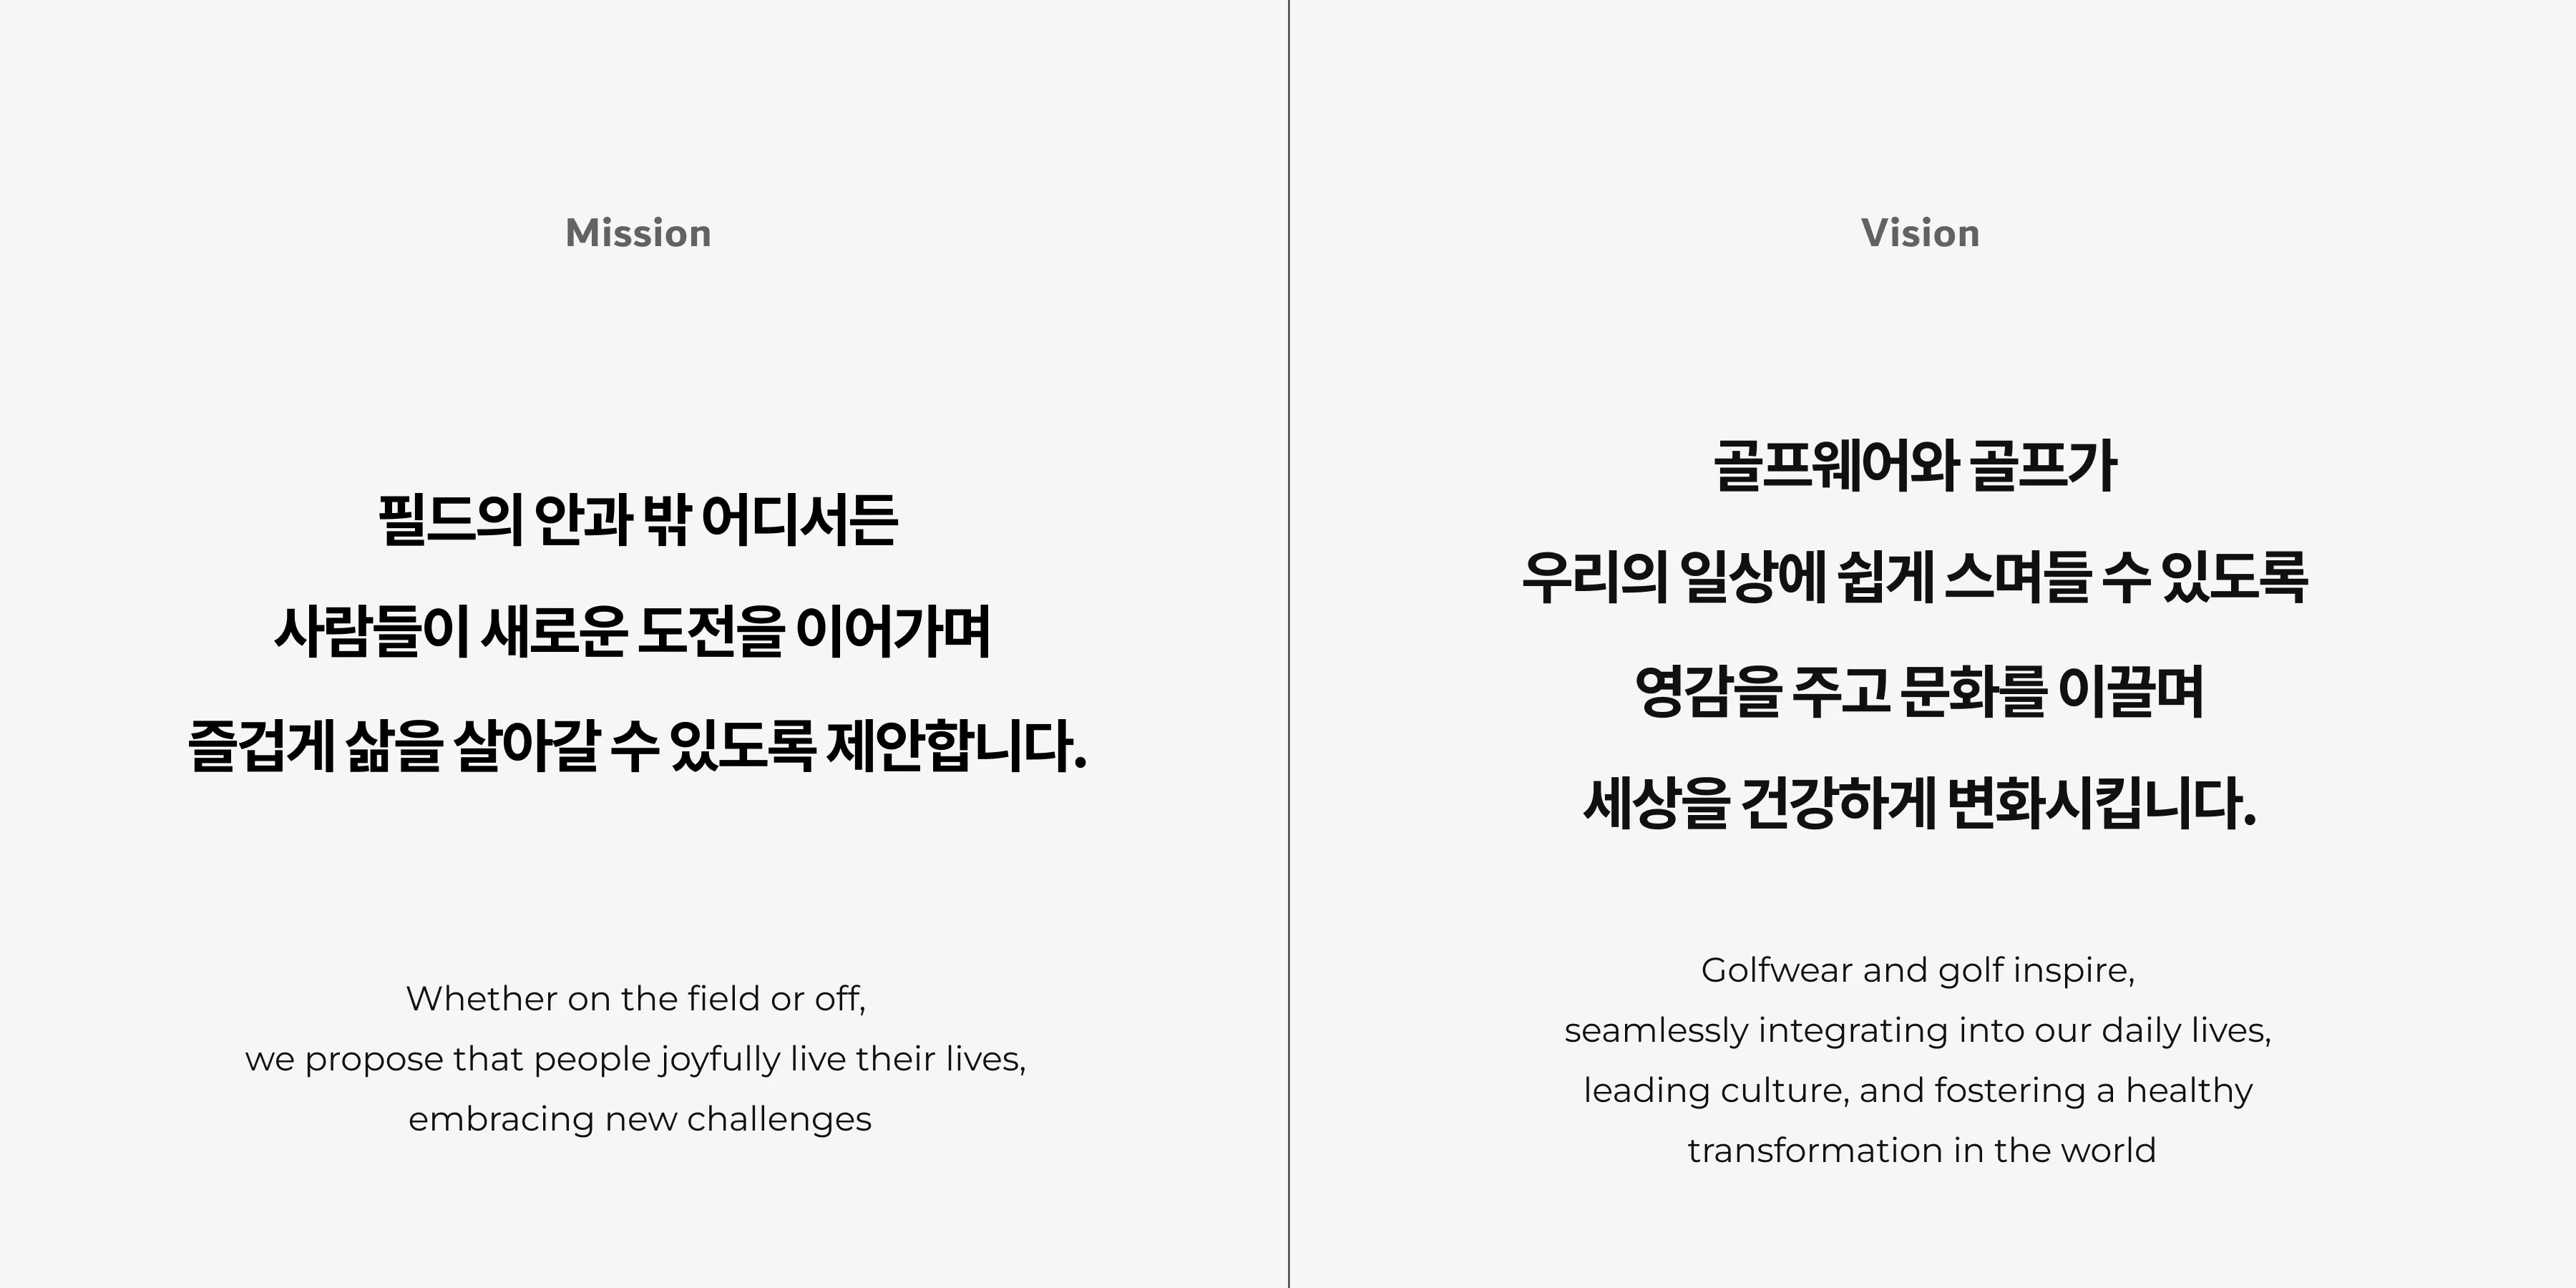 Mission
필드의 안과 밖 어디서든
사람들이 새로운 도전을 이어가며
즐겁게 삶을 살아갈 수 있도록 제안합니다.
Whether on the field or off,
we propose that people joyfully live their lives,
embracing new challenges
Vision
골프웨어와 골프가
우리의 일상에 쉽게 스며들 수 있도록
영감을 주고 문화를 이끌며
세상을 건강하게 변화시킵니다.
Golfwear and golf inspire,
seamlessly integrating into our daily lives,
leading culture, and fostering a healthy
transformation in the world